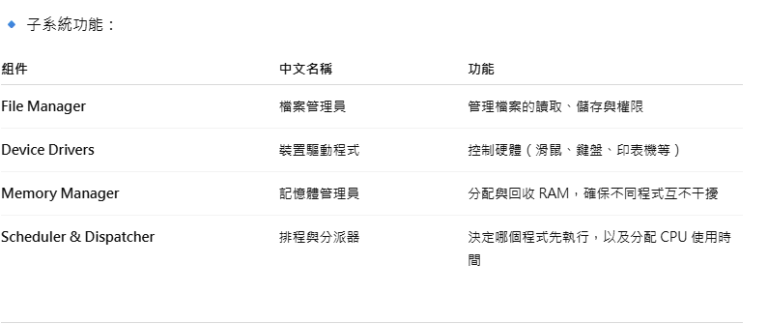 子系統功能：
組件 中文名稱 功能
File Manager 檔案管理員 管理檔案的讀取、儲存與權限
Device Drivers 裝置驅動程式 控制硬體（滑鼠、鍵盤、印表機等）
Memory Manager 記憶體管理員 分配與回收 RAM，確保不同程式互不干擾
Scheduler & Dispatcher 排程與分派器 決定哪個程式先執行，以及分配 CPU 使用時
間